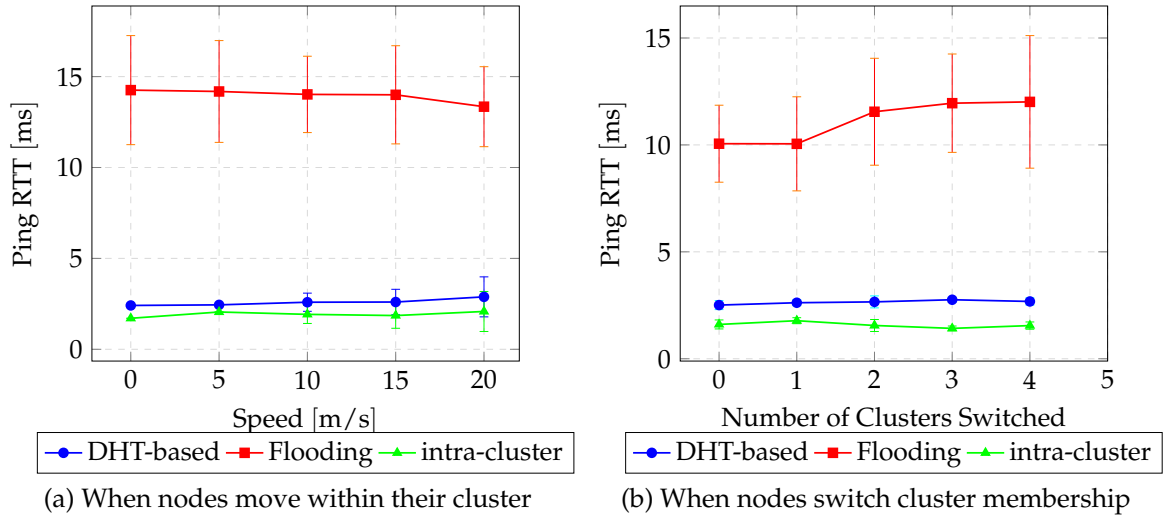 15
10
5
0
Ping RTT [ms]
0 5 10 15 20
Speed [m/s]
DHT-based Flooding intra-cluster
(a) When nodes move within their cluster
15
10
5
0
Ping RTT [ms]
0 1 2 3 4 5
Number of Clusters Switched
DHT-based Flooding intra-cluster
(b) When nodes switch cluster membership